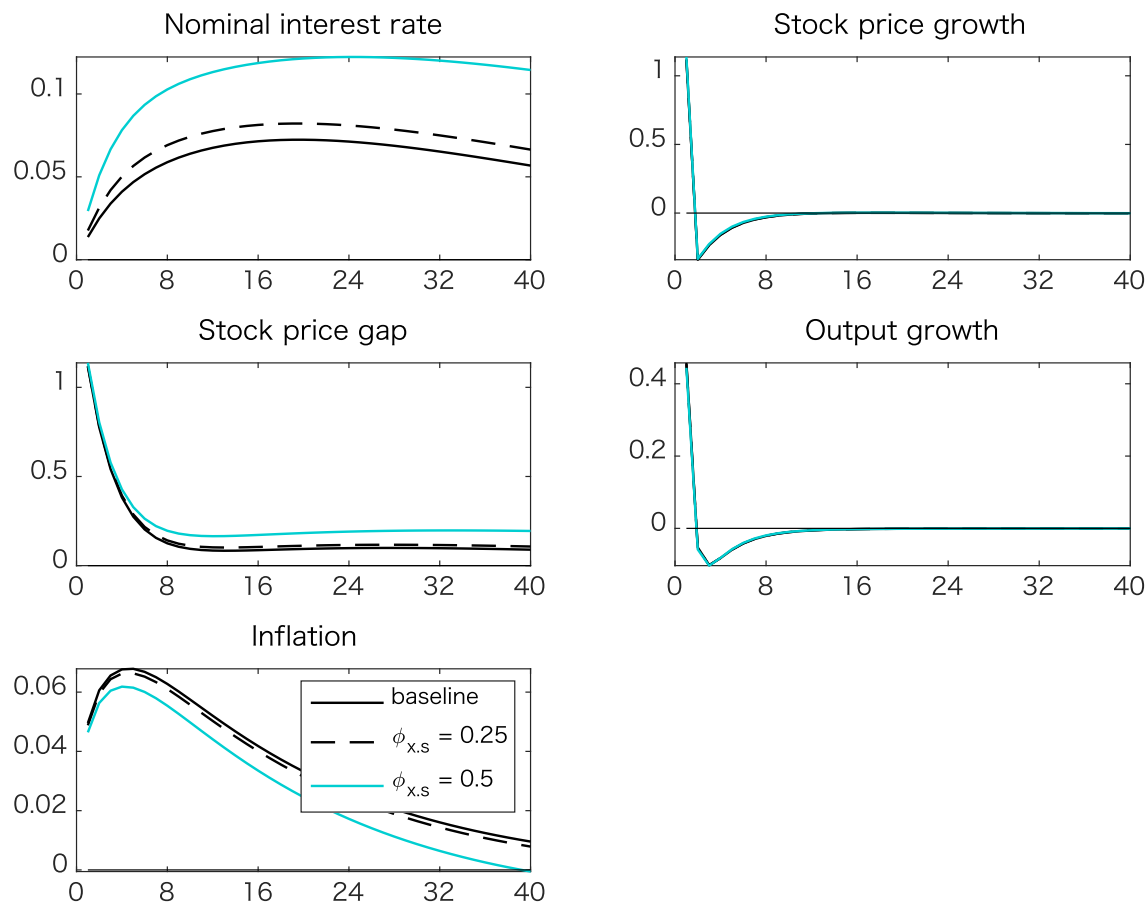 Nominal interest rate
0.1
0.05
0
0 8 16 24 32 40
Stock price growth
1
0.5
0
0 8 16 24 32 40
Stock price gap
1
0.5
0
0 8 16 24 32 40
Output growth
0.4
0.2
0
0 8 16 24 32 40
Inflation
0.06
0.04
0.02
0
0 8 16 24 32 40
baseline
ϕx.s = 0.25
ϕx.s = 0.5